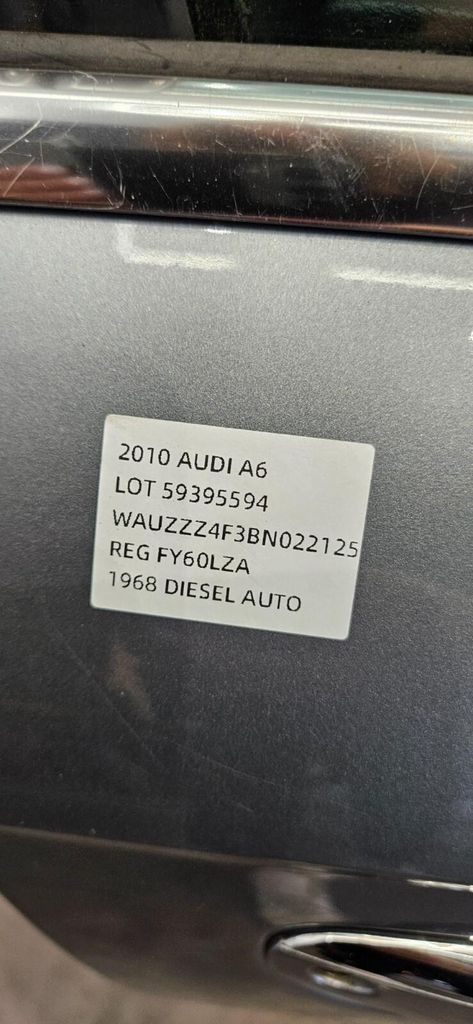 2010 AUDI A6
LOT 59395594
WAUZZZ4F3BN022125
REG FY60LZA
1968 DIESEL AUTO